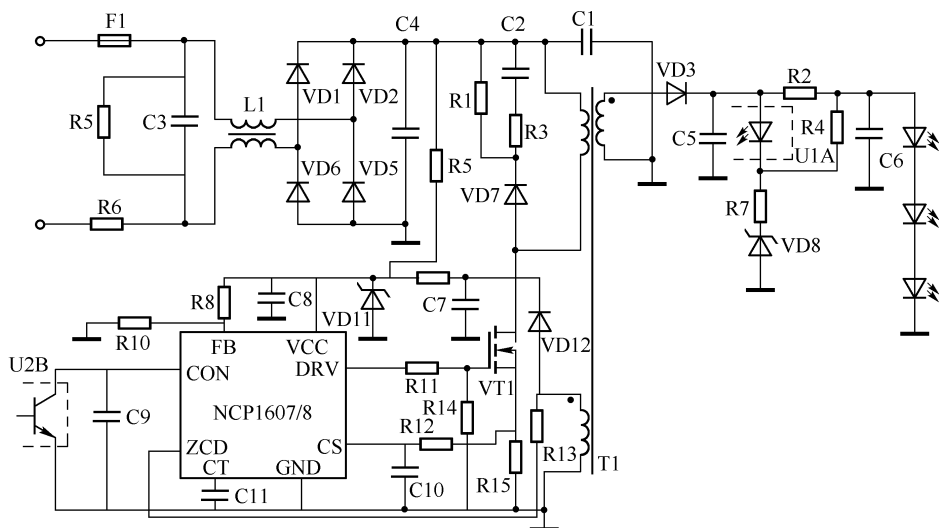 F1
C4
C2
C1
VD3
R2
VD1
VD2
R1
L1
R5
C3
R3
R4
C5
U1A
C6
VD6
VD5
R5
VD7
R6
R7
VD8
R8
C8
C7
VD11
VD12
R10
FB
VCC
U2B
CON
DRV
R11
VT1
C9
NCP1607/8
R14
R12
ZCD
CS
R13
CT
GND
T1
C11
C10
R15